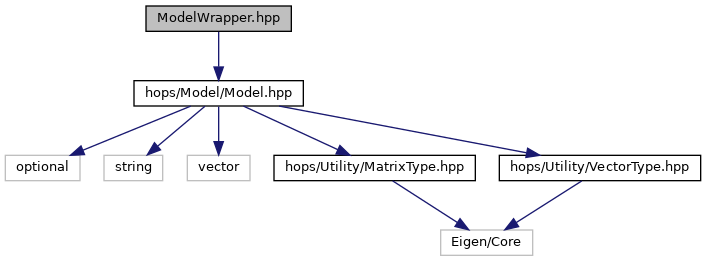 ModelWrapper.hpp
hops/Model/Model.hpp
optional
string
vector
hops/Utility/MatrixType.hpp
hops/Utility/VectorType.hpp
Eigen/Core